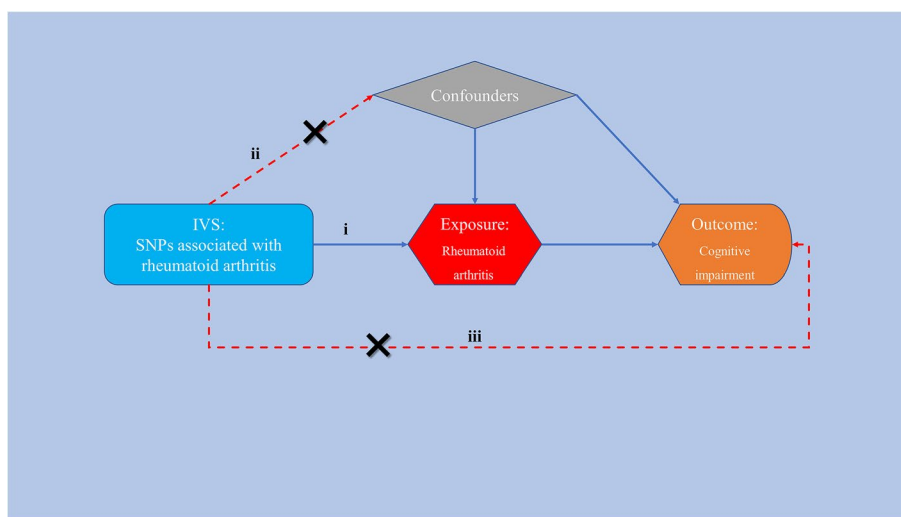 Confounders
ii
IVS:
SNPs associated with
rheumatoid arthritis
i
Exposure:
Rheumatoid
arthritis
Outcome:
Cognitive
impairment
iii